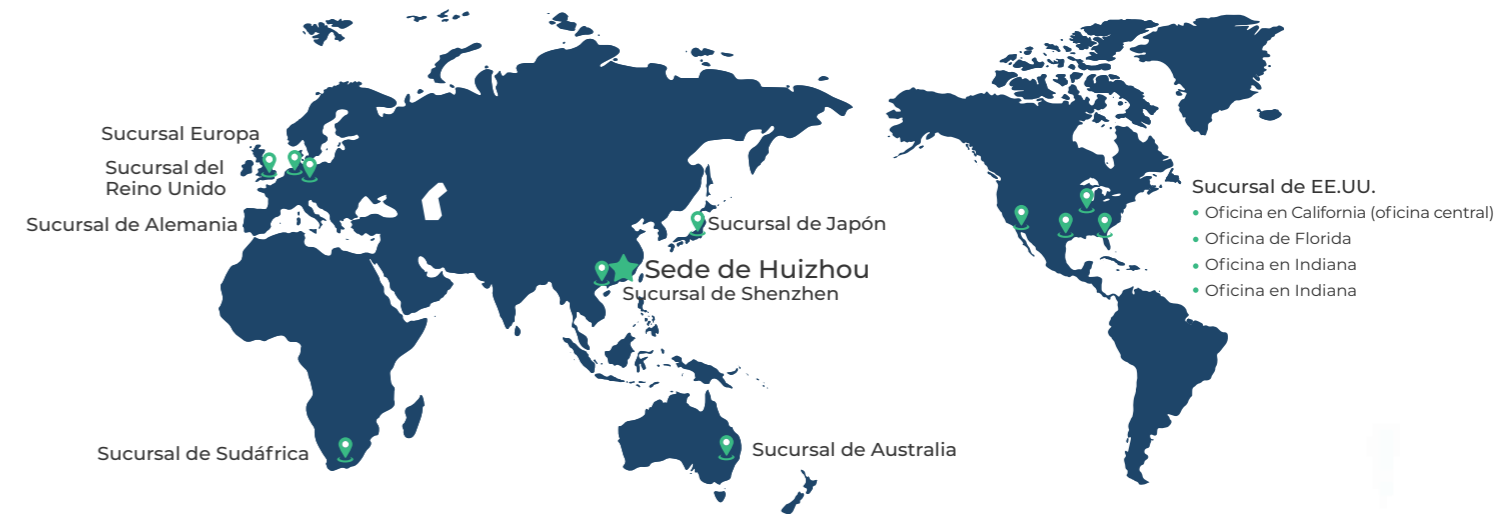 Sucursal Europa
Sucursal del
Reino Unido
Sucursal de Alemania
Sucursal de Japón
Sede de Huizhou
Sucursal de Shenzhen
Sucursal de Sudáfrica
Sucursal de Australia
Sucursal de EE.UU.
• Oficina en California (oficina central)
• Oficina de Florida
• Oficina en Indiana
• Oficina en Indiana